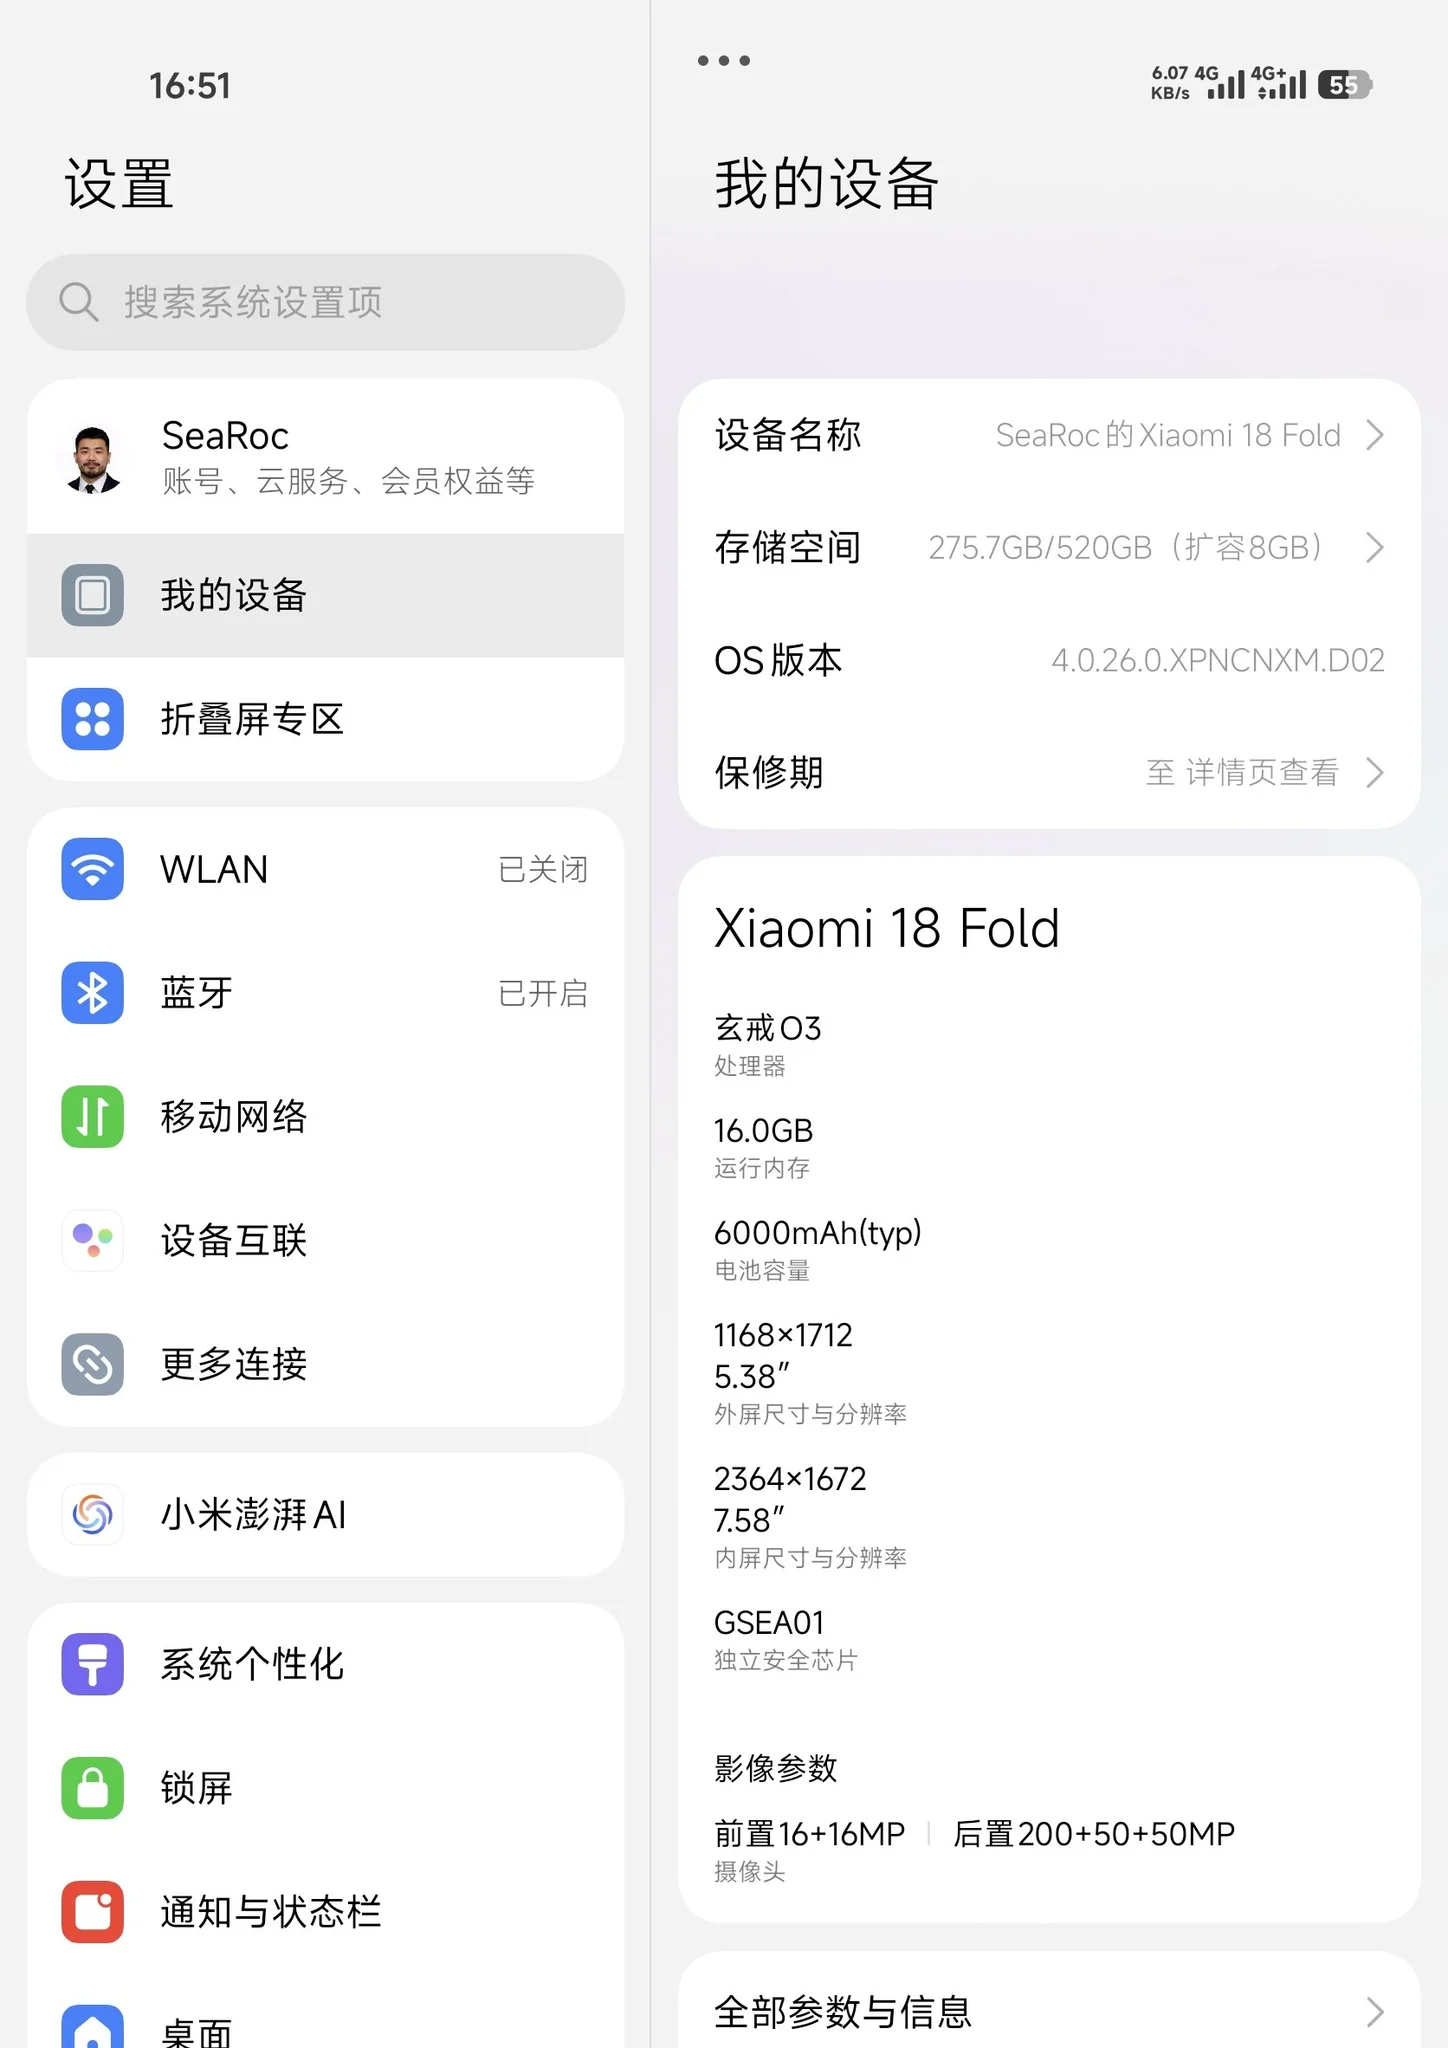 16:51
6.07 KB/s 4G 4G+ 55
设置
搜索系统设置项
SeaRoc
账号、云服务、会员权益等
我的设备
折叠屏专区
WLAN 已关闭
蓝牙 已开启
移动网络
设备互联
更多连接
小米澎湃AI
系统个性化
锁屏
通知与状态栏
桌面
我的设备
设备名称 SeaRoc的Xiaomi 18 Fold
存储空间 275.7GB/520GB（扩容8GB）
OS版本 4.0.26.0.XPNCNXM.D02
保修期 至 详情页查看
Xiaomi 18 Fold
玄戒O3
处理器
16.0GB
运行内存
6000mAh(typ)
电池容量
1168×1712
5.38″
外屏尺寸与分辨率
2364×1672
7.58″
内屏尺寸与分辨率
GSEA01
独立安全芯片
影像参数
前置16+16MP 后置200+50+50MP
摄像头
全部参数与信息